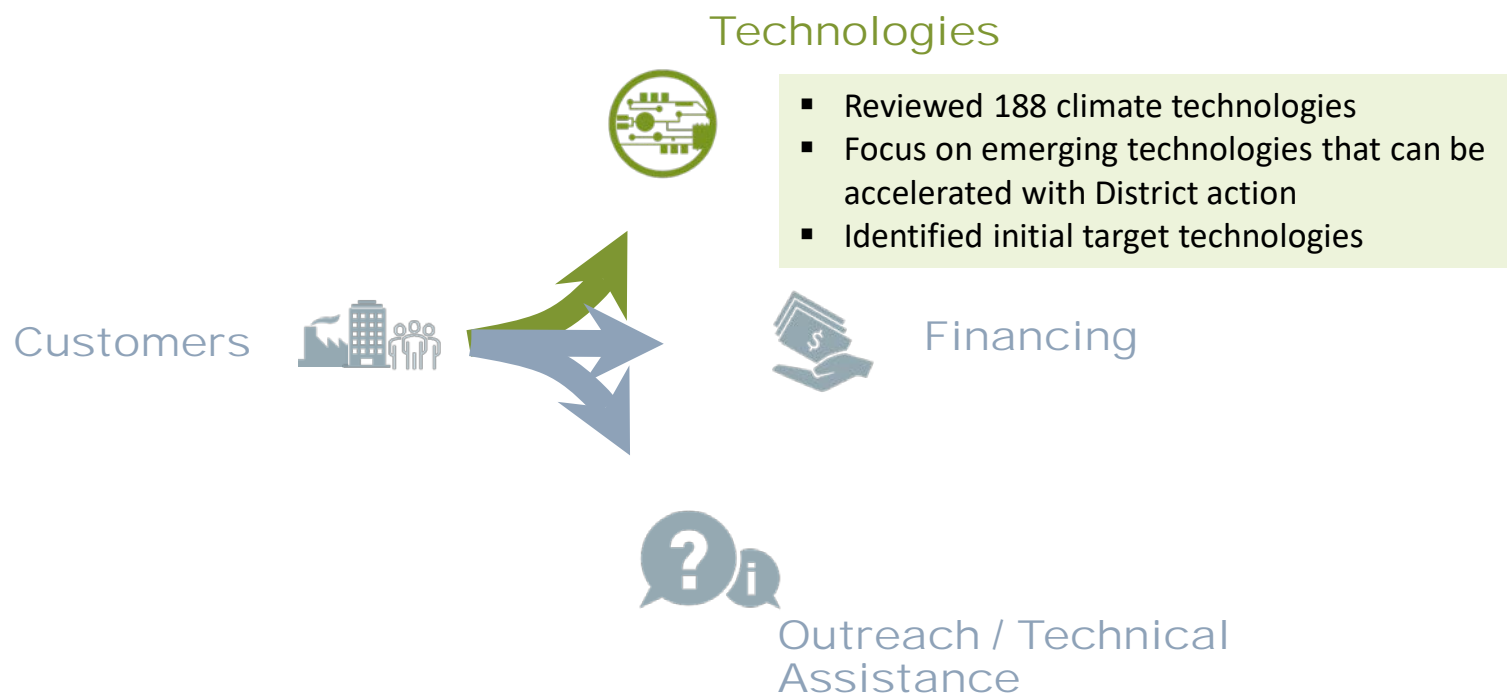 Technologies
▪ Reviewed 188 climate technologies
▪ Focus on emerging technologies that can be
accelerated with District action
▪ Identified initial target technologies
Customers
$
Financing
?
i
Outreach / Technical
Assistance